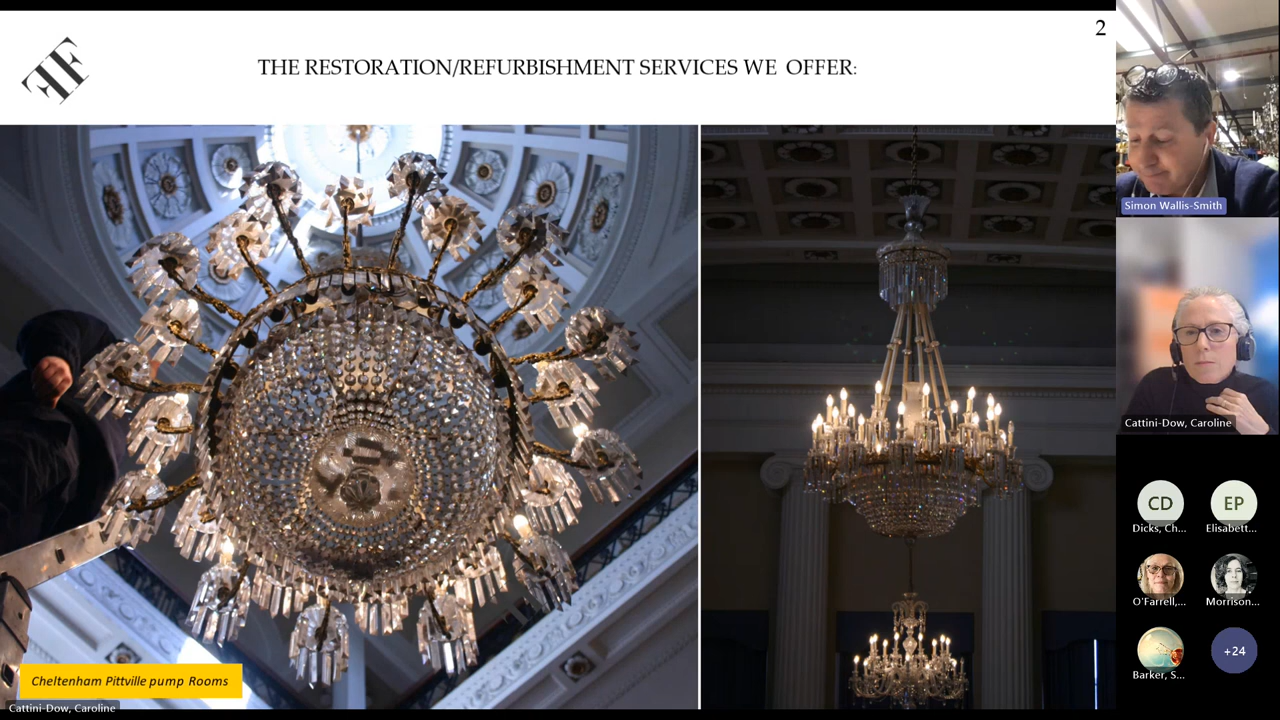 2
THE RESTORATION/REFURBISHMENT SERVICES WE OFFER:
Simon Wallis-Smith
Cattini-Dow, Caroline
CD
EP
Dicks, Ch...
Elisabett...
O'Farrell,...
Morrison...
Barker, S...
+24
Cheltenham Pittville pump Rooms
Cattini-Dow, Caroline